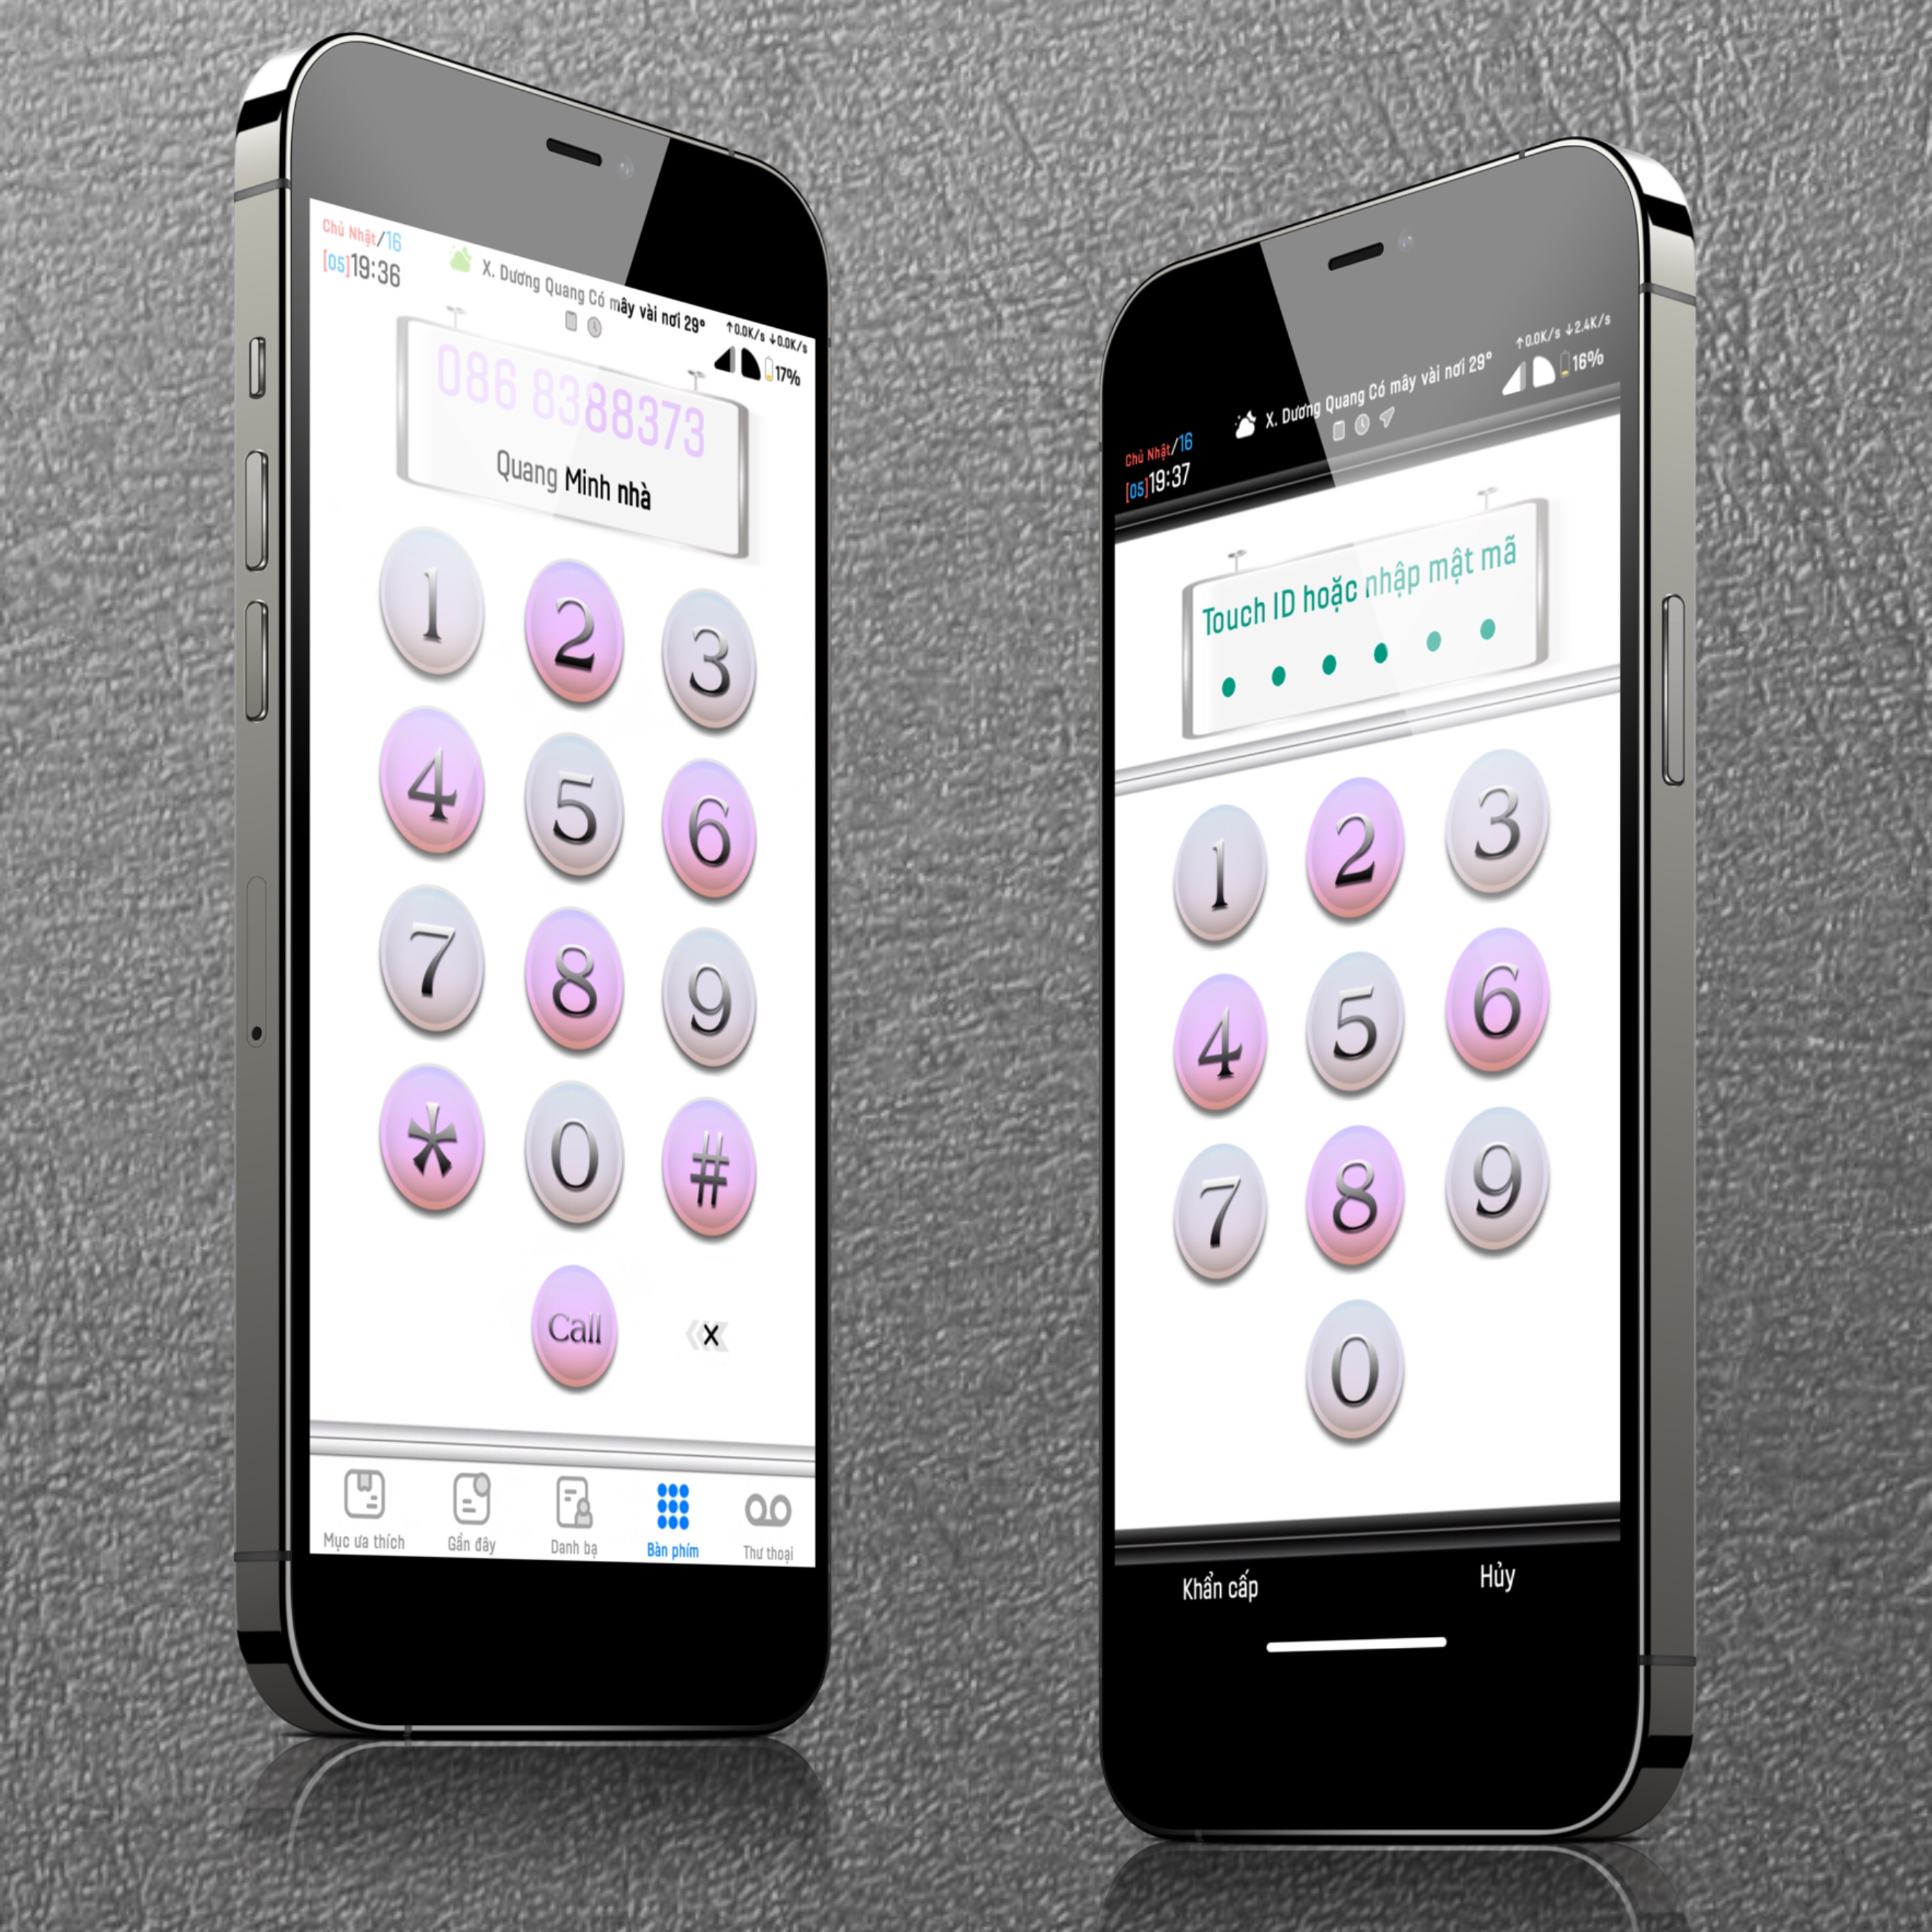 Chủ Nhật/16
[05]19:36
X. Dương Quang Có mây vài nơi 29°
↑0.0K/s ↓0.0K/s
17%
086 8388373
Quang Minh nhà
1 2 3
4 5 6
7 8 9
* 0 #
Call
Mục ưa thích Gần đây Danh bạ Bàn phím Thư thoại
Chủ Nhật/16
[05]19:37
X. Dương Quang Có mây vài nơi 29°
↑0.0K/s ↓2.4K/s
16%
Touch ID hoặc nhập mật mã
1 2 3
4 5 6
7 8 9
0
Khẩn cấp Hủy